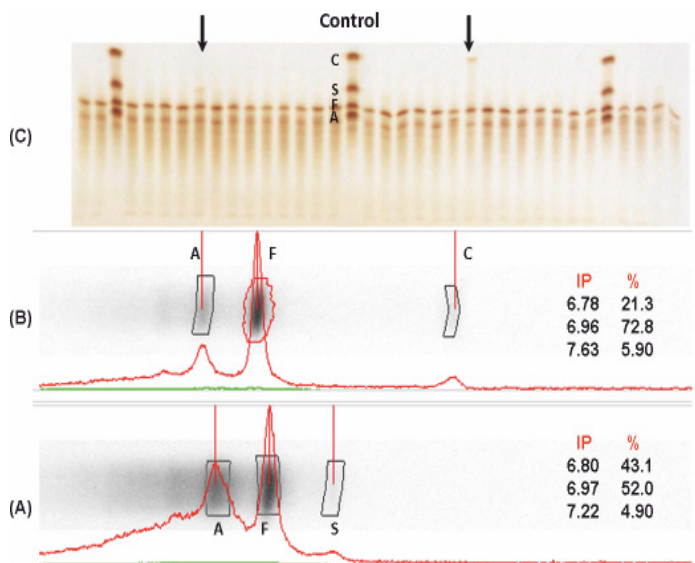 Control
C
S
F
A
(C)
A F C
(B)
IP %
6.78 21.3
6.96 72.8
7.63 5.90
IP %
6.80 43.1
6.97 52.0
7.22 4.90
(A)
A F S